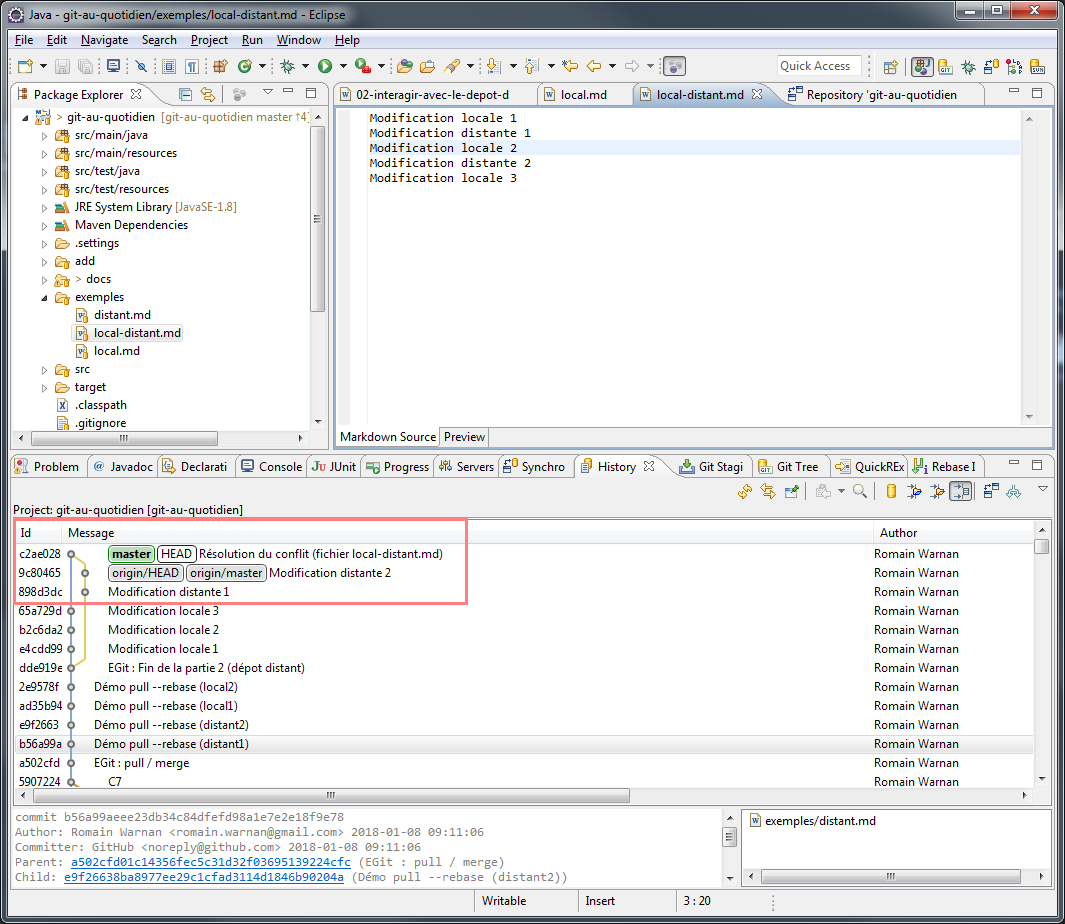 Java - git-au-quotidien/exemples/local-distant.md - Eclipse
File Edit Navigate Search Project Run Window Help
Quick Access
Package Explorer
02-interagir-avec-le-depot-d local.md local-distant.md Repository 'git-au-quotidien
> git-au-quotidien [git-au-quotidien master ↑4]
src/main/java
src/main/resources
src/test/java
src/test/resources
JRE System Library [JavaSE-1.8]
Maven Dependencies
.settings
add
> docs
exemples
distant.md
local-distant.md
local.md
src
target
.classpath
.gitignore
Modification locale 1
Modification distante 1
Modification locale 2
Modification distante 2
Modification locale 3
Markdown Source Preview
Problem Javadoc Declarati Console JUnit Progress Servers Synchro History Git Stagi Git Tree QuickREx Rebase I
Project: git-au-quotidien [git-au-quotidien]
Id Message Author
c2ae028 master HEAD Résolution du conflit (fichier local-distant.md) Romain Warnan
9c80465 origin/HEAD origin/master Modification distante 2 Romain Warnan
898d3dc Modification distante 1 Romain Warnan
65a729d Modification locale 3 Romain Warnan
b2c6da2 Modification locale 2 Romain Warnan
e4cdd99 Modification locale 1 Romain Warnan
dde919e EGit : Fin de la partie 2 (dépot distant) Romain Warnan
2e9578f Démo pull --rebase (local2) Romain Warnan
ad35b94 Démo pull --rebase (local1) Romain Warnan
e9f2663 Démo pull --rebase (distant2) Romain Warnan
b56a99a Démo pull --rebase (distant1) Romain Warnan
a502cfd EGit : pull / merge Romain Warnan
5907224 C7 Romain Warnan
commit b56a99aeee23db34c84dfefd98a1e7e2e18f9e78
Author: Romain Warnan <romain.warnan@gmail.com> 2018-01-08 09:11:06
Committer: GitHub <noreply@github.com> 2018-01-08 09:11:06
Parent: a502cfd01c14356fec5c31d32f03695139224cfc (EGit : pull / merge)
Child: e9f26638ba8977ee29c1cfad3114d1846b90204a (Démo pull --rebase (distant2))
exemples/distant.md
Writable Insert 3 : 20